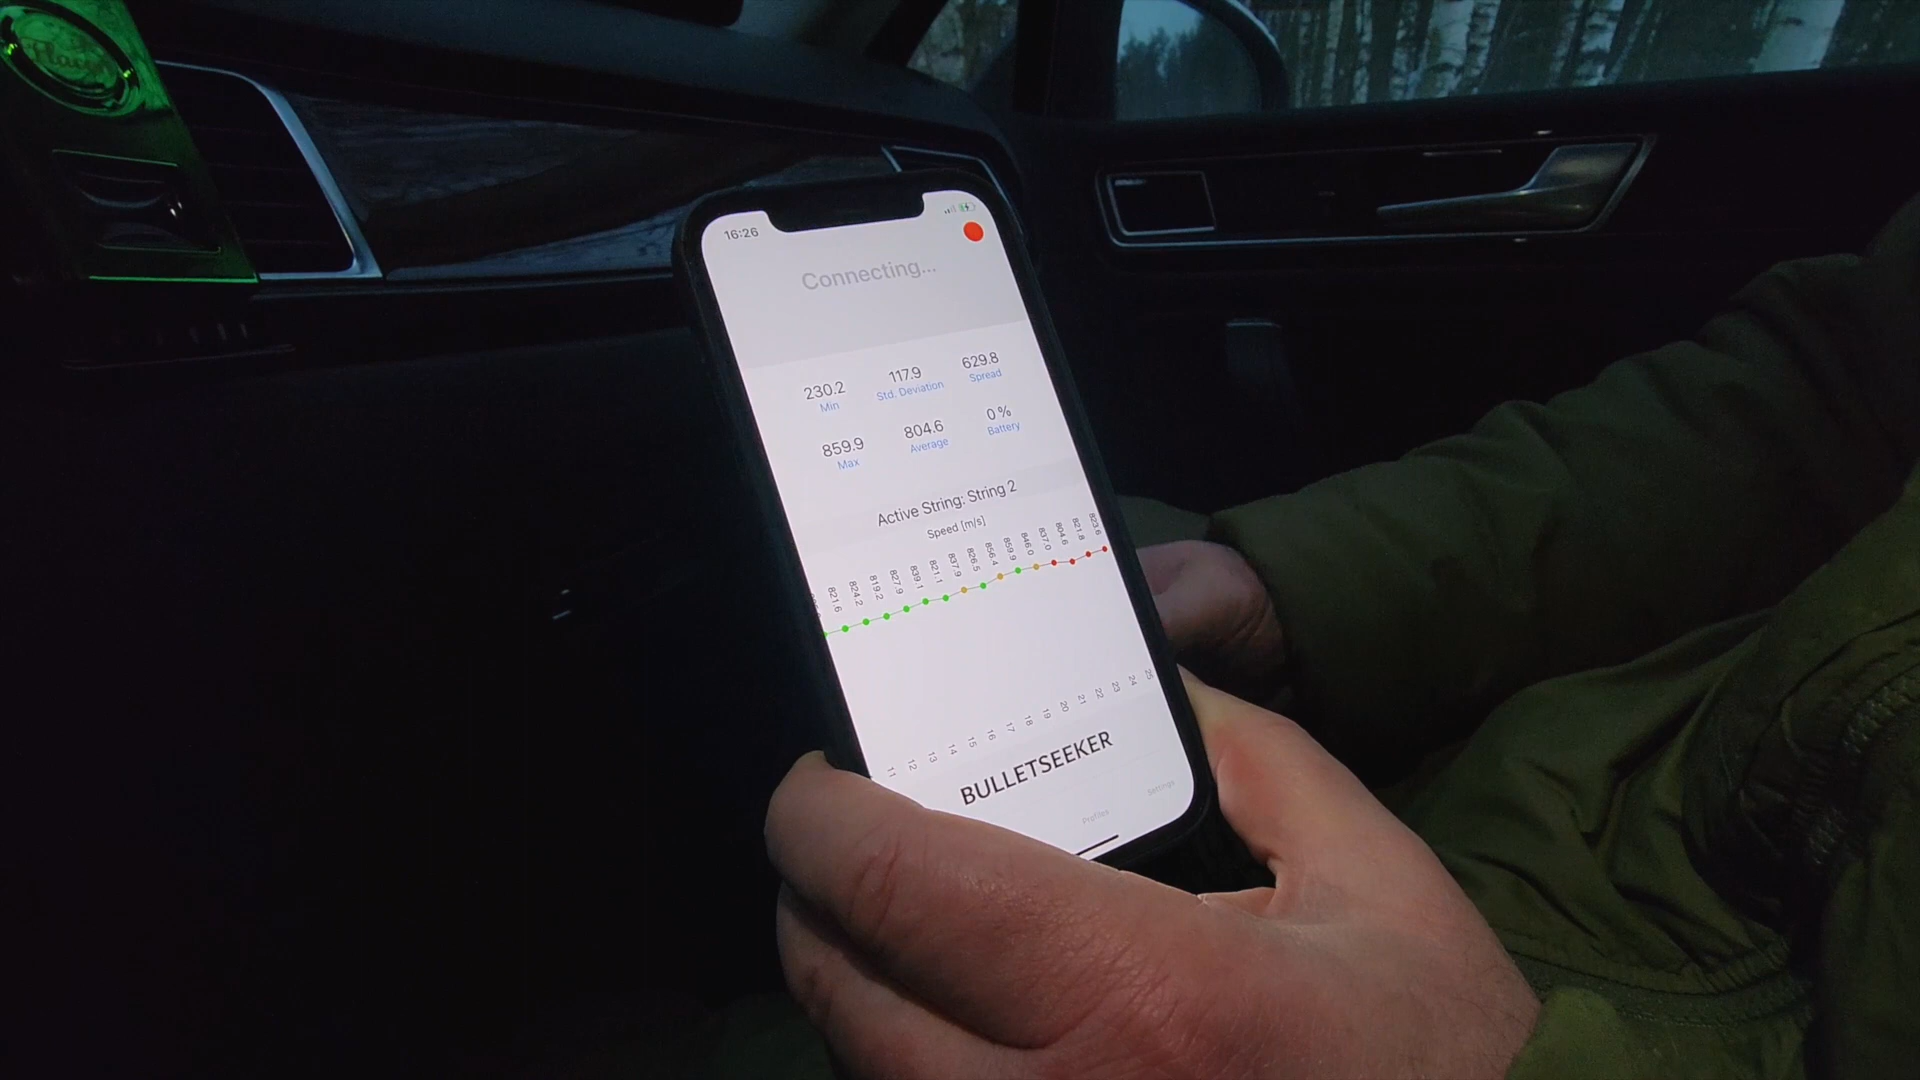 16:26
Connecting...
230.2 117.9 629.8
Min Std. Deviation Spread
859.9 804.6 0 %
Max Average Battery
Active String: String 2
Speed [m/s]
821.6 824.2 819.2 827.9 839.1 821.1 837.9 826.5 856.4 859.9 846.0 837.0 804.6 821.8 823.6
11 12 13 14 15 16 17 18 19 20 21 22 23 24 25
BULLETSEEKER
Profiles Settings